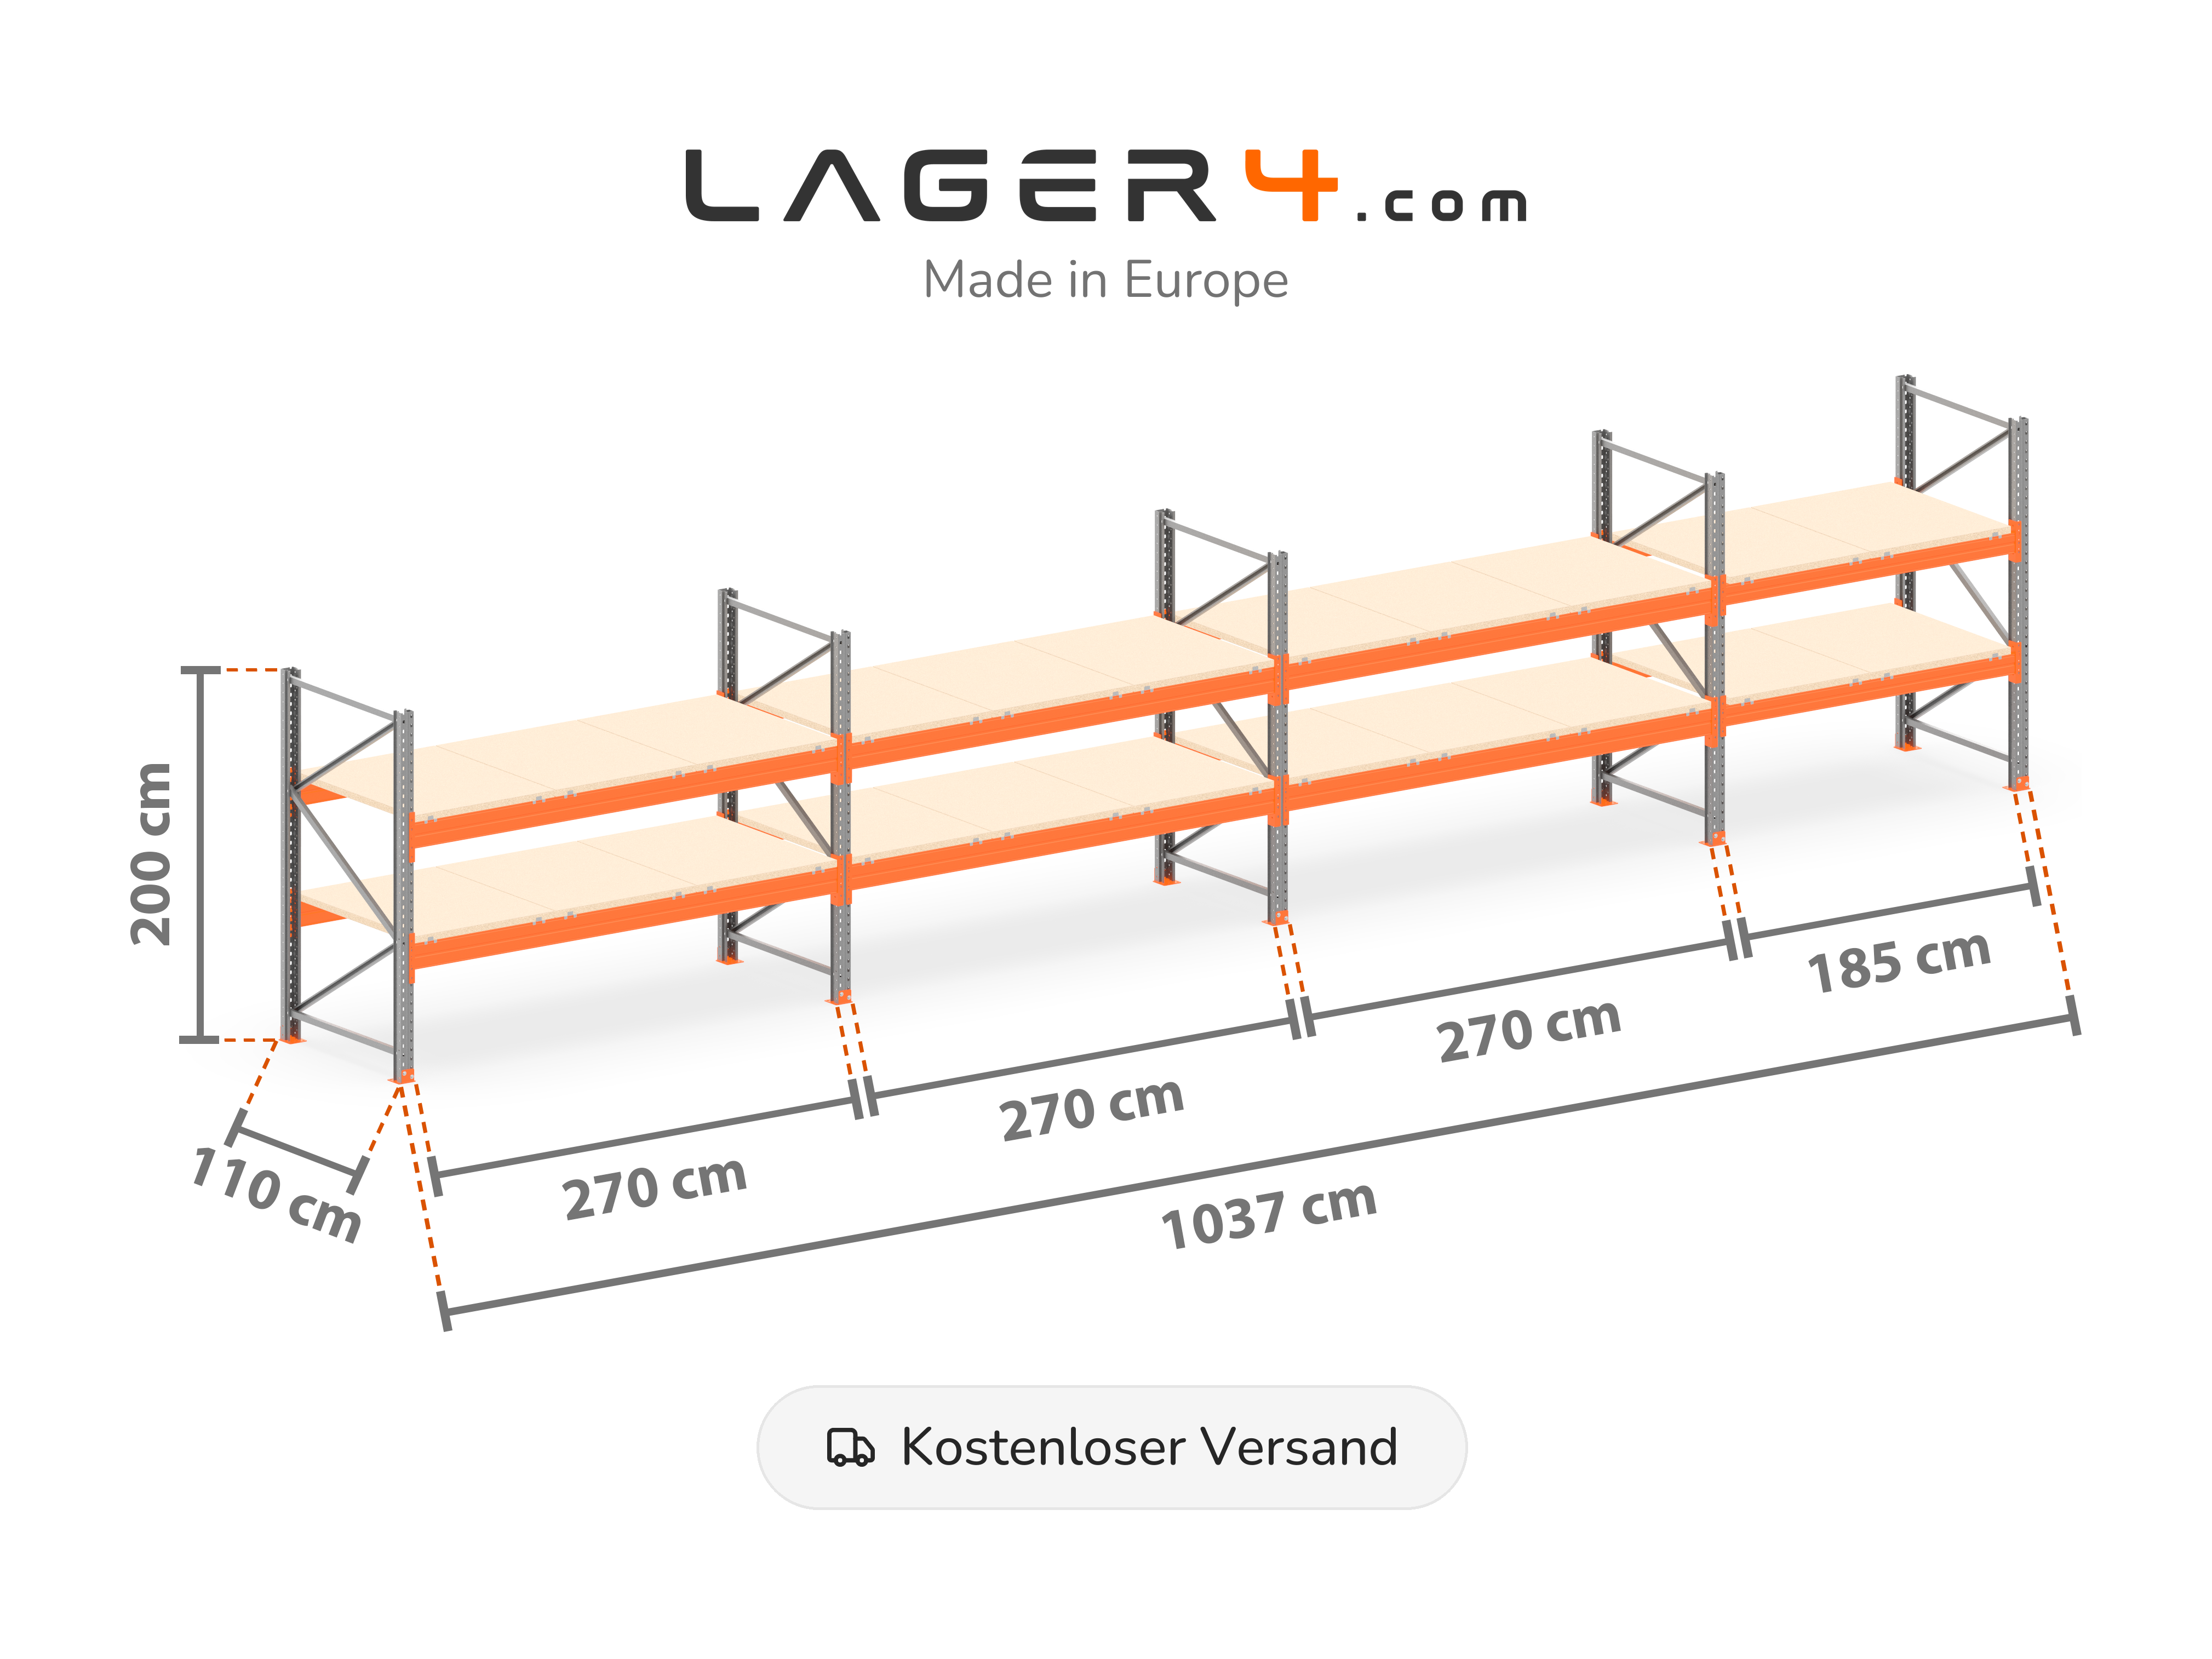 LAGER4.com
Made in Europe
200 cm
110 cm
270 cm
270 cm
270 cm
185 cm
1037 cm
Kostenloser Versand